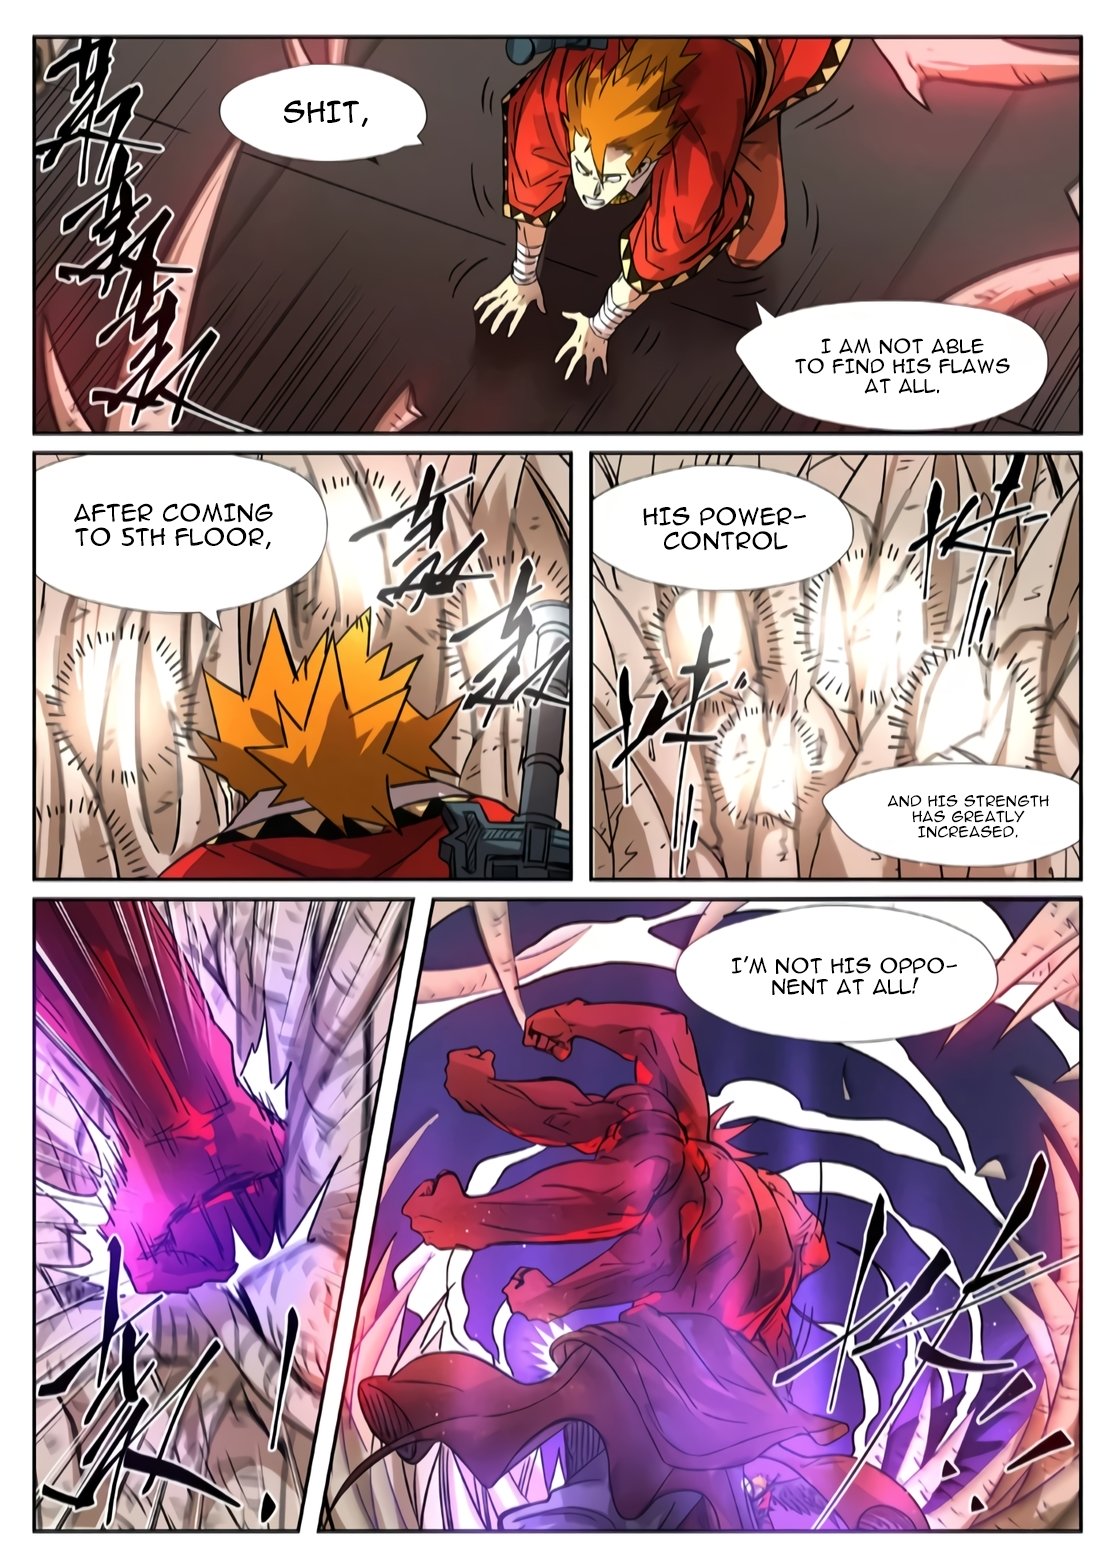 SHIT,
I AM NOT ABLE
TO FIND HIS FLAWS
AT ALL.
AFTER COMING
TO 5TH FLOOR,
HIS POWER-
CONTROL
AND HIS STRENGTH
HAS GREATLY
INCREASED.
I'M NOT HIS OPPO-
NENT AT ALL!